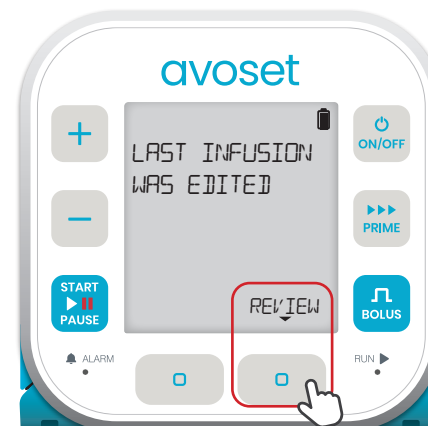 avoset
LAST INFUSION
WAS EDITED
REVIEW
ON/OFF
PRIME
START
PAUSE
BOLUS
ALARM
RUN